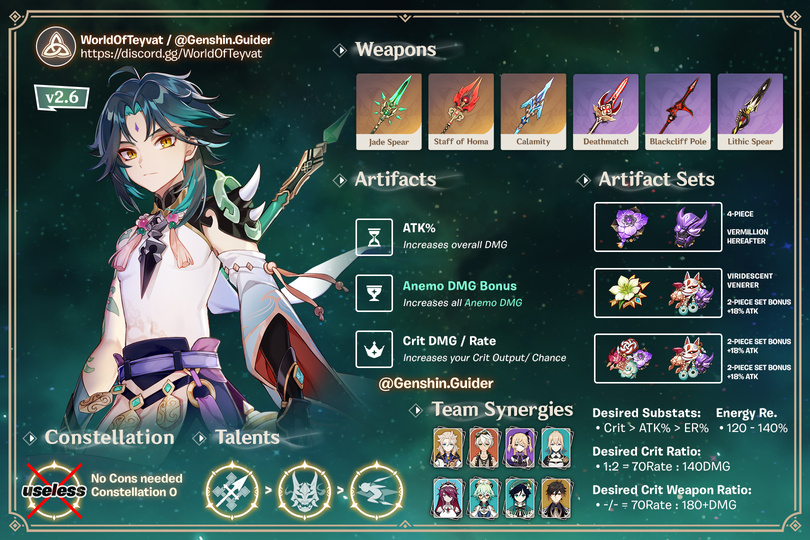 WorldOfTeyvat / @Genshin.Guider
https://discord.gg/WorldOfTeyvat
v2.6
Weapons
Jade Spear
Staff of Homa
Calamity
Deathmatch
Blackcliff Pole
Lithic Spear
Artifacts
ATK%
Increases overall DMG
Anemo DMG Bonus
Increases all Anemo DMG
Crit DMG / Rate
Increases your Crit Output/ Chance
@Genshin.Guider
Artifact Sets
4-PIECE
VERMILLION
HEREAFTER
VIRIDESCENT
VENERER
2-PIECE SET BONUS
+18% ATK
2-PIECE SET BONUS
+18% ATK
2-PIECE SET BONUS
+18% ATK
Constellation
useless
No Cons needed
Constellation 0
Talents
>
>
Team Synergies
Desired Substats:
• Crit > ATK% > ER%
Energy Re.
• 120 - 140%
Desired Crit Ratio:
• 1:2 = 70Rate : 140DMG
Desired Crit Weapon Ratio:
• -/- = 70Rate : 180+DMG